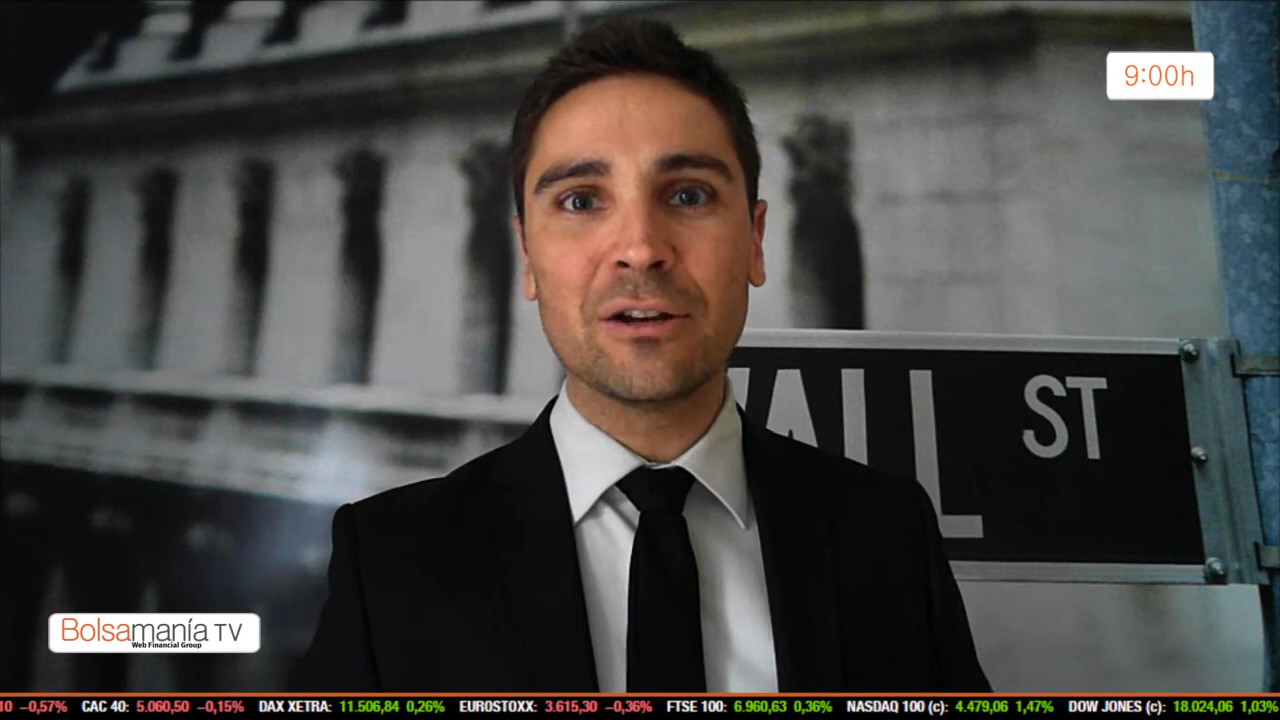 9:00h
WALL ST
Bolsamanía TV
Web Financial Group
10 −0,57% CAC 40: 5.060,50 −0,15% DAX XETRA: 11.506,84 0,26% EUROSTOXX: 3.615,30 −0,36% FTSE 100: 6.960,63 0,36% NASDAQ 100 (c): 4.479,06 1,47% DOW JONES (c): 18.024,06 1,03%